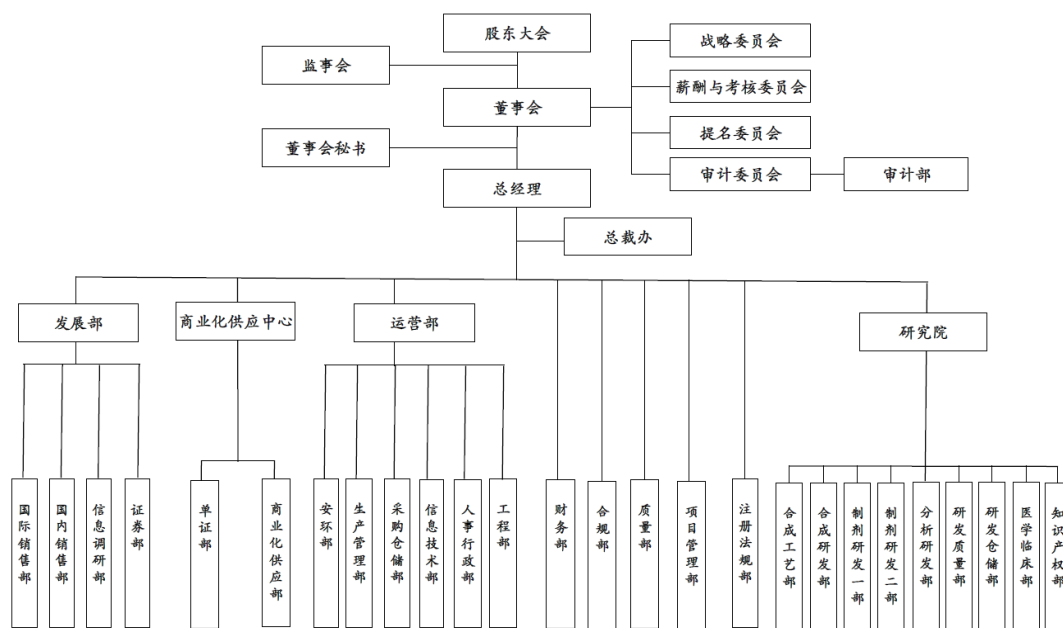 股东大会
战略委员会
监事会
薪酬与考核委员会
董事会
提名委员会
董事会秘书
审计委员会
审计部
总经理
总裁办
发展部
商业化供应中心
运营部
研究院
国际销售部
国内销售部
信息调研部
证券部
单证部
商业化供应部
安环部
生产管理部
采购仓储部
信息技术部
人事行政部
工程部
财务部
合规部
质量部
项目管理部
注册法规部
合成工艺部
合成研发部
制剂研发一部
制剂研发二部
分析研发部
研发质量部
研发仓储部
医学临床部
知识产权部